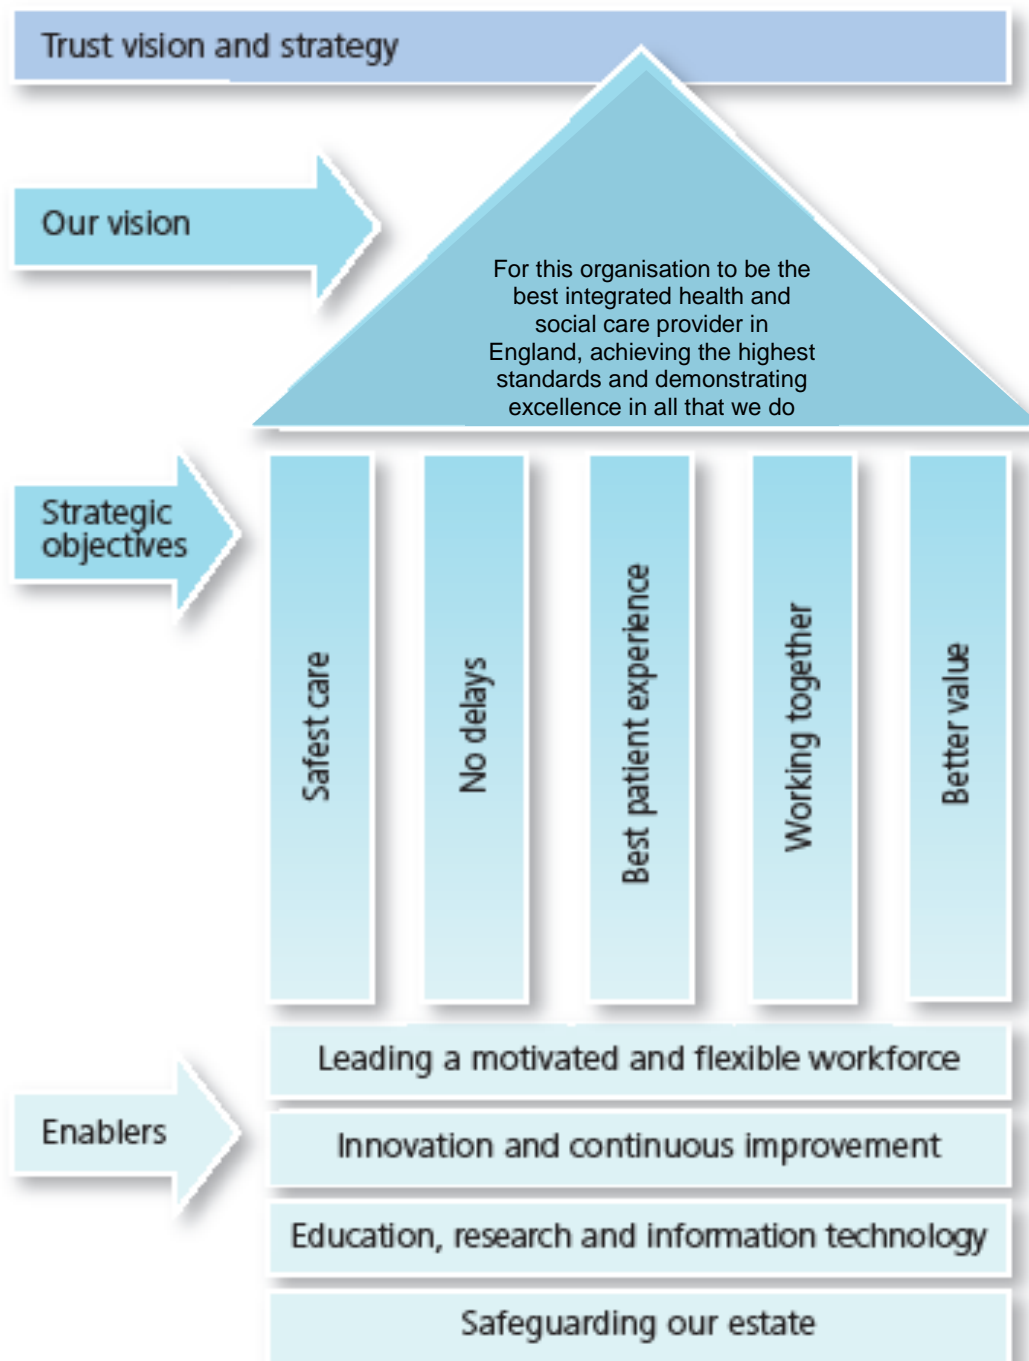 Trust vision and strategy
Our vision
For this organisation to be the
best integrated health and
social care provider in
England, achieving the highest
standards and demonstrating
excellence in all that we do
Strategic
objectives
Safest care
No delays
Best patient experience
Working together
Better value
Enablers
Leading a motivated and flexible workforce
Innovation and continuous improvement
Education, research and information technology
Safeguarding our estate